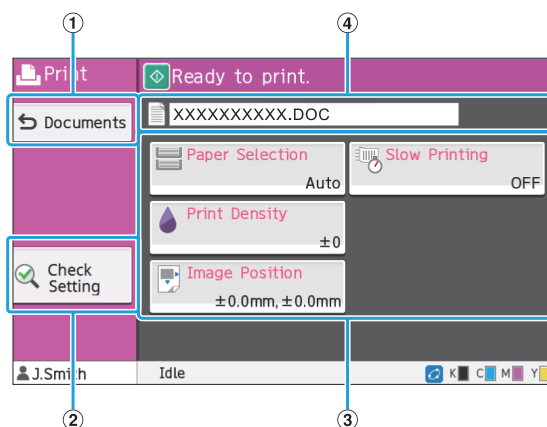 ① ④
Print Ready to print.
Documents XXXXXXXXXX.DOC
Paper Selection Slow Printing
Auto OFF
Print Density
±0
Check
Setting
Image Position
±0.0mm, ±0.0mm
J.Smith Idle K C M Y
② ③